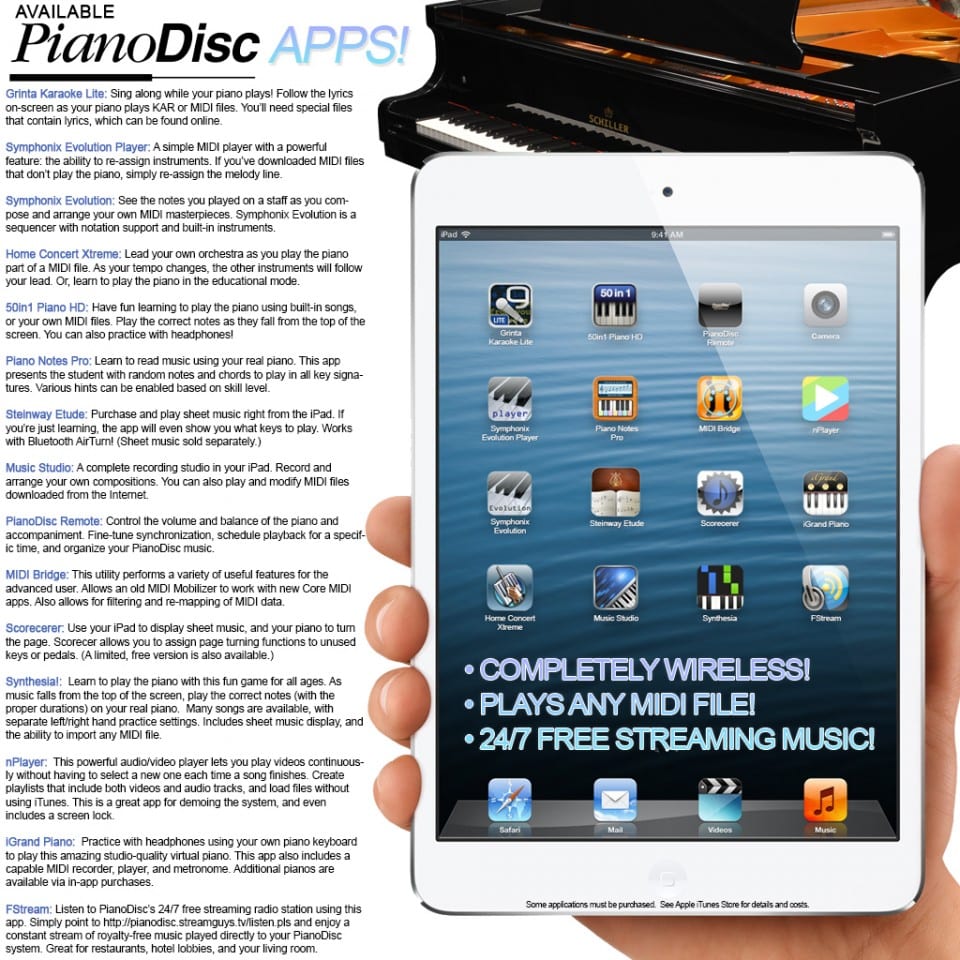 AVAILABLE
PianoDisc APPS!
Grinta Karaoke Lite: Sing along while your piano plays! Follow the lyrics
on-screen as your piano plays KAR or MIDI files. You'll need special files
that contain lyrics, which can be found online.
Symphonix Evolution Player: A simple MIDI player with a powerful
feature: the ability to re-assign instruments. If you've downloaded MIDI files
that don't play the piano, simply re-assign the melody line.
Symphonix Evolution: See the notes you played on a staff as you com-
pose and arrange your own MIDI masterpieces. Symphonix Evolution is a
sequencer with notation support and built-in instruments.
Home Concert Xtreme: Lead your own orchestra as you play the piano
part of a MIDI file. As your tempo changes, the other instruments will follow
your lead. Or, learn to play the piano in the educational mode.
50in1 Piano HD: Have fun learning to play the piano using built-in songs,
or your own MIDI files. Play the correct notes as they fall from the top of the
screen. You can also practice with headphones!
Piano Notes Pro: Learn to read music using your real piano. This app
presents the student with random notes and chords to play in all key signa-
tures. Various hints can be enabled based on skill level.
Steinway Etude: Purchase and play sheet music right from the iPad. If
you're just learning, the app will even show you what keys to play. Works
with Bluetooth AirTurn! (Sheet music sold separately.)
Music Studio: A complete recording studio in your iPad. Record and
arrange your own compositions. You can also play and modify MIDI files
downloaded from the Internet.
PianoDisc Remote: Control the volume and balance of the piano and
accompaniment. Fine-tune synchronization, schedule playback for a specif-
ic time, and organize your PianoDisc music.
MIDI Bridge: This utility performs a variety of useful features for the
advanced user. Allows an old MIDI Mobilizer to work with new Core MIDI
apps. Also allows for filtering and re-mapping of MIDI data.
Scorecerer: Use your iPad to display sheet music, and your piano to turn
the page. Scorecer allows you to assign page turning functions to unused
keys or pedals. (A limited, free version is also available.)
Synthesia!: Learn to play the piano with this fun game for all ages. As
music falls from the top of the screen, play the correct notes (with the
proper durations) on your real piano. Many songs are available, with
separate left/right hand practice settings. Includes sheet music display, and
the ability to import any MIDI file.
nPlayer: This powerful audio/video player lets you play videos continuous-
ly without having to select a new one each time a song finishes. Create
playlists that include both videos and audio tracks, and load files without
using iTunes. This is a great app for demoing the system, and even
includes a screen lock.
iGrand Piano: Practice with headphones using your own piano keyboard
to play this amazing studio-quality virtual piano. This app also includes a
capable MIDI recorder, player, and metronome. Additional pianos are
available via in-app purchases.
FStream: Listen to PianoDisc's 24/7 free streaming radio station using this
app. Simply point to http://pianodisc.streamguys.tv/listen.pls and enjoy a
constant stream of royalty-free music played directly to your PianoDisc
system. Great for restaurants, hotel lobbies, and your living room.
SCHILLER
iPad 9:41 AM
LITE
50 in 1
Grinta
Karaoke Lite
50in1 Piano HD
PianoDisc
Remote
Camera
player
Symphonix
Evolution Player
Piano Notes
Pro
MIDI Bridge
nPlayer
Evolution
iGrand
Symphonix
Evolution
Steinway Etude
Scorecerer
iGrand Piano
Home Concert
Xtreme
Music Studio
Synthesia
FStream
• COMPLETELY WIRELESS!
• PLAYS ANY MIDI FILE!
• 24/7 FREE STREAMING MUSIC!
Safari
Mail
Videos
Music
Some applications must be purchased. See Apple iTunes Store for details and costs.